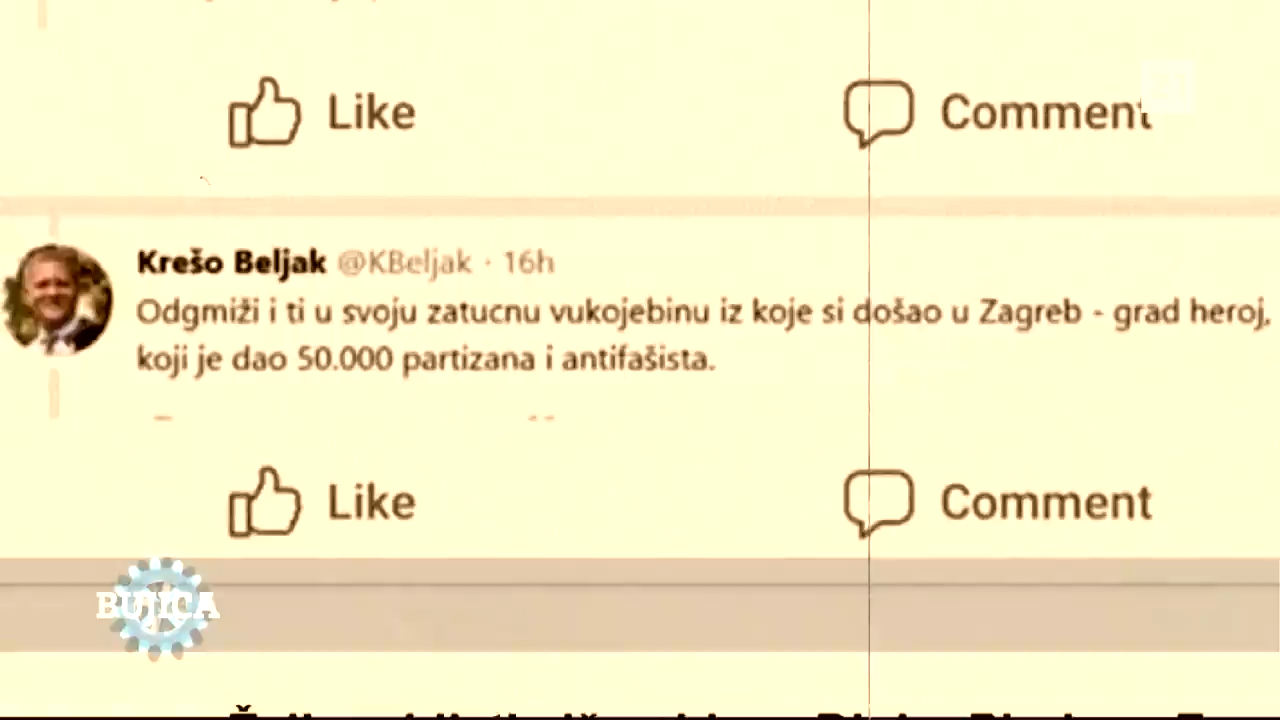 Like
Comment
Krešo Beljak @KBeljak · 16h
Odgmiži i ti u svoju zatucnu vukojebinu iz koje si došao u Zagreb - grad heroj,
koji je dao 50.000 partizana i antifašista.
Like
Comment
BUJICA